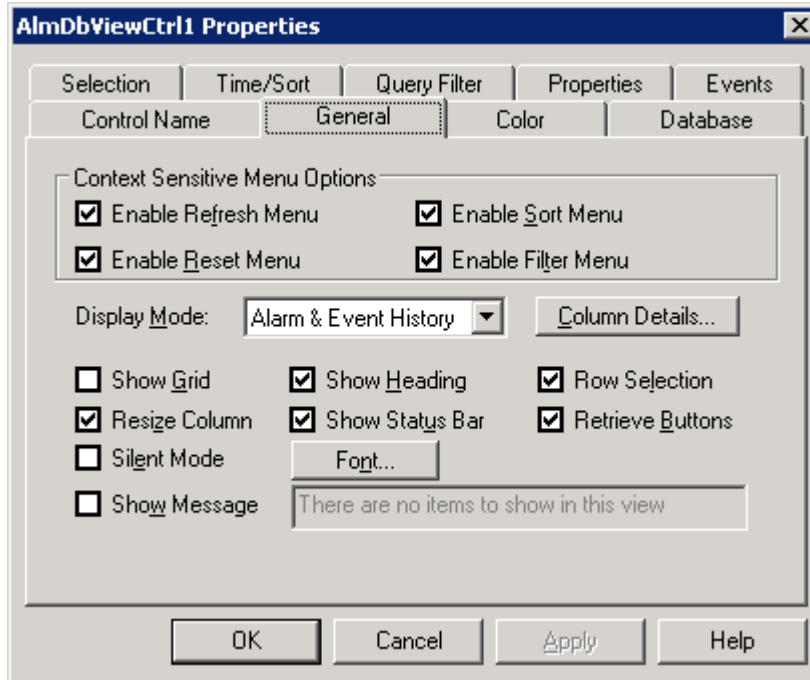 AlmDbViewCtrl1 Properties
Selection Time/Sort Query Filter Properties Events
Control Name General Color Database
Context Sensitive Menu Options
Enable Refresh Menu Enable Sort Menu
Enable Reset Menu Enable Filter Menu
Display Mode: Alarm & Event History Column Details...
Show Grid Show Heading Row Selection
Resize Column Show Status Bar Retrieve Buttons
Silent Mode Font...
Show Message There are no items to show in this view
OK Cancel Apply Help